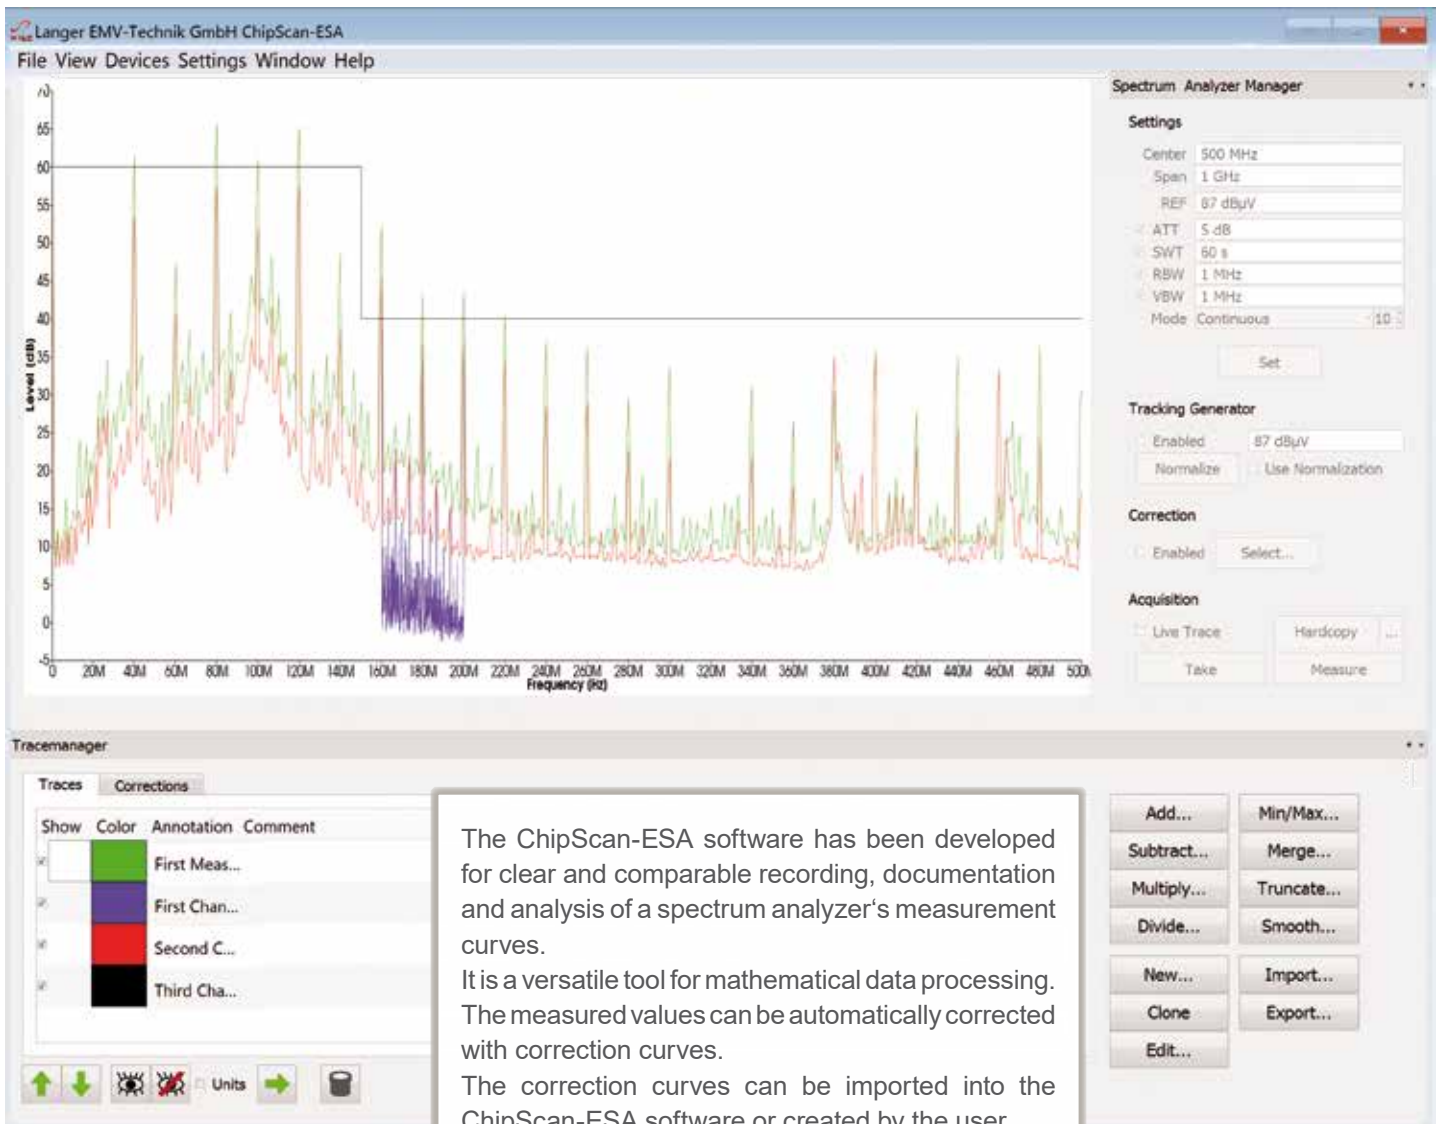 Langer EMV-Technik GmbH ChipScan-ESA
File View Devices Settings Window Help
70
65
60
55
50
45
40
35
30
25
20
15
10
5
0
-5
Level (dB)
0 20M 40M 60M 80M 100M 120M 140M 160M 180M 200M 220M 240M 260M 280M 300M 320M 340M 360M 380M 400M 420M 440M 460M 480M 500M
Frequency (Hz)
Spectrum Analyzer Manager
Settings
Center 500 MHz
Span 1 GHz
REF 87 dBµV
ATT 5 dB
SWT 60 s
RBW 1 MHz
VBW 1 MHz
Mode Continuous 10
Set
Tracking Generator
Enabled 87 dBµV
Normalize Use Normalization
Correction
Enabled Select...
Acquisition
Live Trace Hardcopy ...
Take Measure
Tracemanager
Traces Corrections
Show Color Annotation Comment
First Meas...
First Chan...
Second C...
Third Cha...
Units
The ChipScan-ESA software has been developed
for clear and comparable recording, documentation
and analysis of a spectrum analyzer‘s measurement
curves.
It is a versatile tool for mathematical data processing.
The measured values can be automatically corrected
with correction curves.
The correction curves can be imported into the
ChipScan-ESA software or created by the user.
Add... Min/Max...
Subtract... Merge...
Multiply... Truncate...
Divide... Smooth...
New... Import...
Clone Export...
Edit...